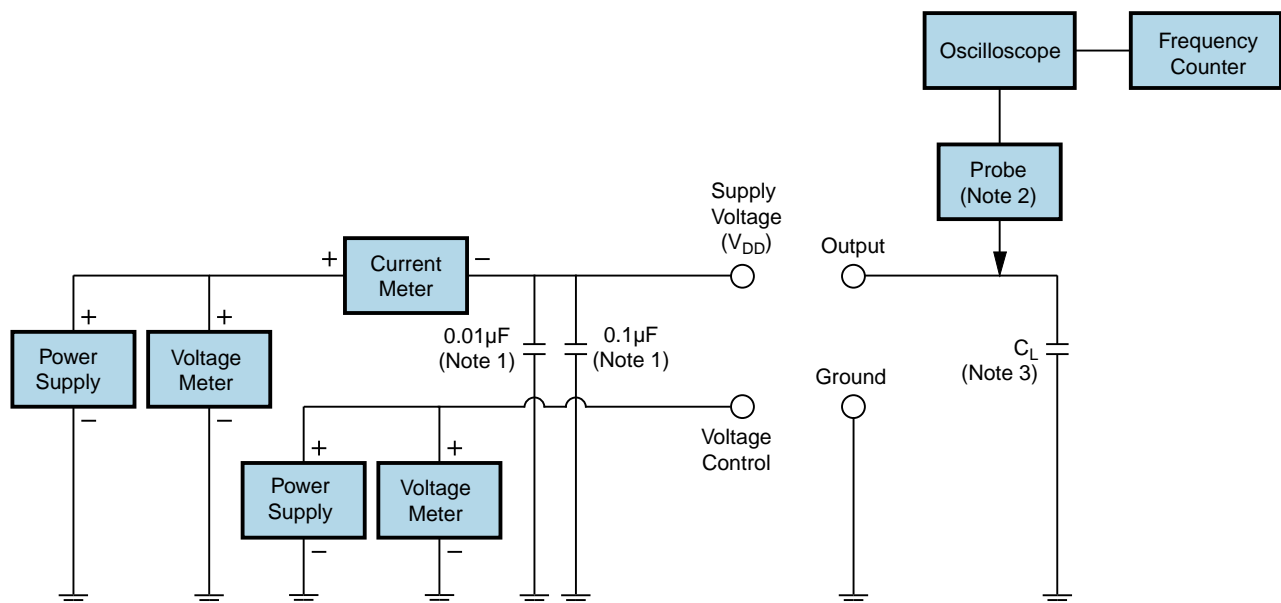 Oscilloscope
Frequency
Counter
Probe
(Note 2)
Supply
Voltage
(VDD)
Output
+
Current
Meter
−
+
Power
Supply
−
+
Voltage
Meter
−
0.01µF
(Note 1)
0.1µF
(Note 1)
CL
(Note 3)
Ground
Voltage
Control
+
Power
Supply
−
+
Voltage
Meter
−